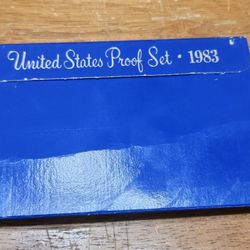 United States Proof Set • 1983